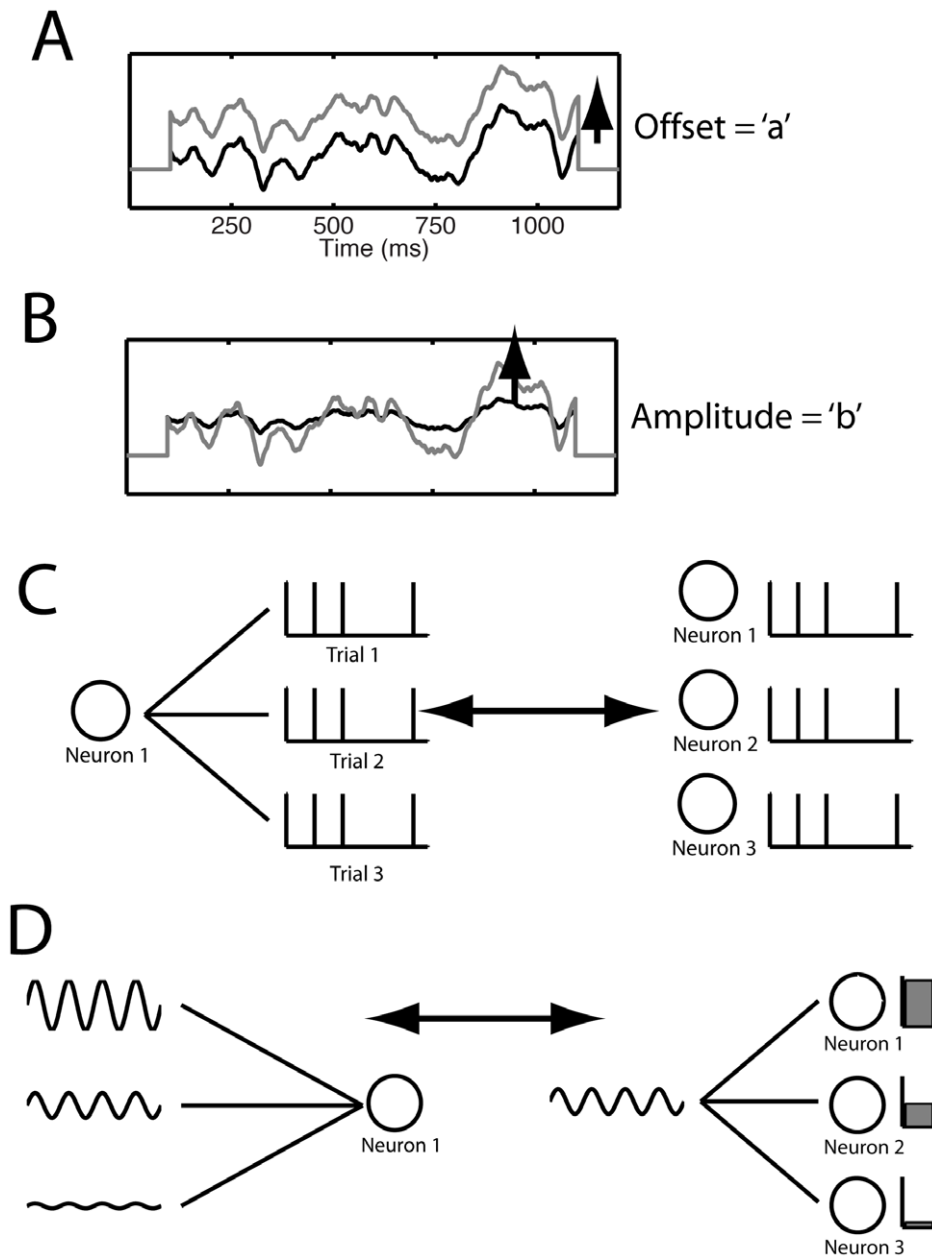 A
Offset = 'a'
250 500 750 1000
Time (ms)
B
Amplitude = 'b'
C
Neuron 1
Trial 1
Trial 2
Trial 3
Neuron 1
Neuron 2
Neuron 3
D
Neuron 1
Neuron 1
Neuron 2
Neuron 3